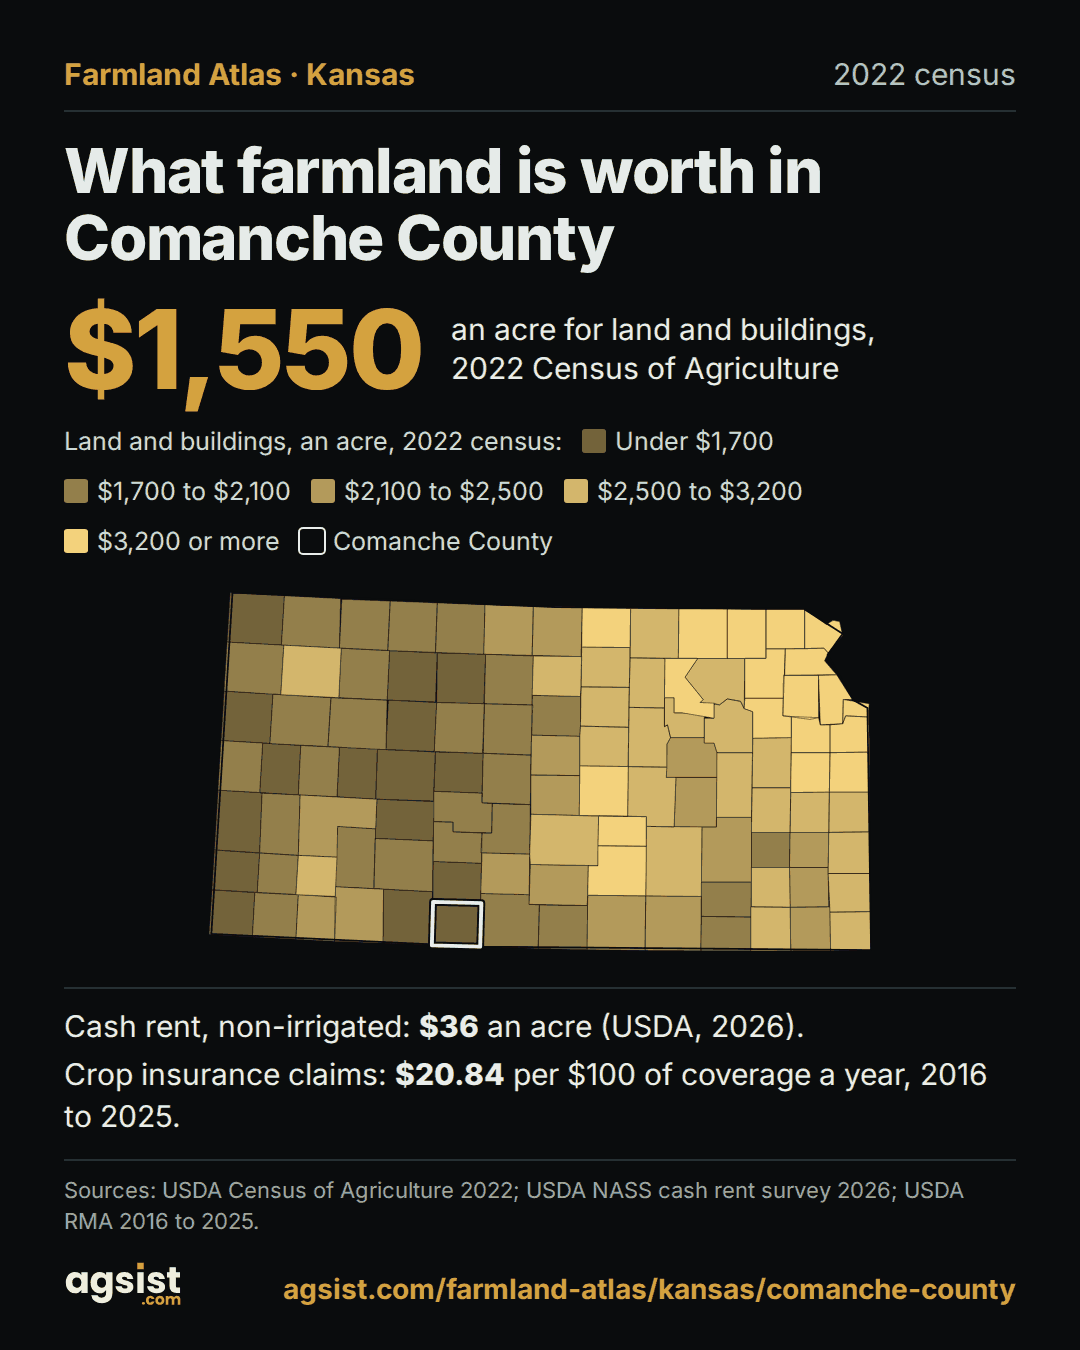 Farmland Atlas · Kansas
2022 census
What farmland is worth in
Comanche County
$1,550
an acre for land and buildings,
2022 Census of Agriculture
Land and buildings, an acre, 2022 census: Under $1,700
$1,700 to $2,100 $2,100 to $2,500 $2,500 to $3,200
$3,200 or more Comanche County
Cash rent, non-irrigated: $36 an acre (USDA, 2026).
Crop insurance claims: $20.84 per $100 of coverage a year, 2016
to 2025.
Sources: USDA Census of Agriculture 2022; USDA NASS cash rent survey 2026; USDA
RMA 2016 to 2025.
agsist
.com
agsist.com/farmland-atlas/kansas/comanche-county